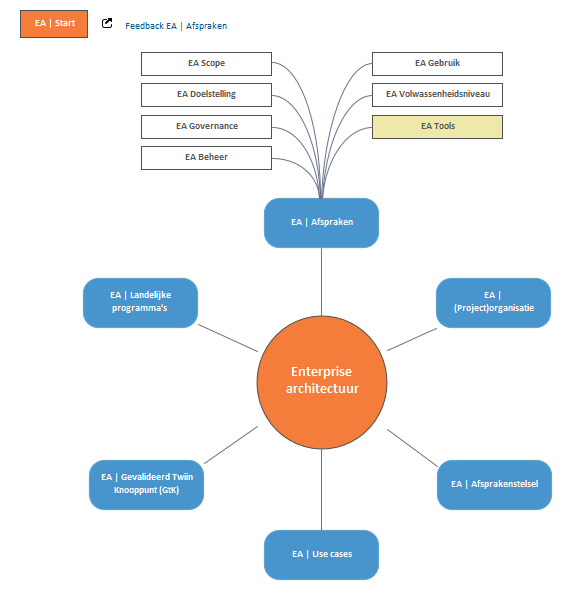 EA | Start
Feedback EA | Afspraken
EA Scope
EA Gebruik
EA Doelstelling
EA Volwassenheidsniveau
EA Governance
EA Tools
EA Beheer
EA | Afspraken
EA | Landelijke
programma's
EA |
(Project)organisatie
Enterprise
architectuur
EA | Gevalideerd Twiin
Knooppunt (GtK)
EA | Afsprakenstelsel
EA | Use cases